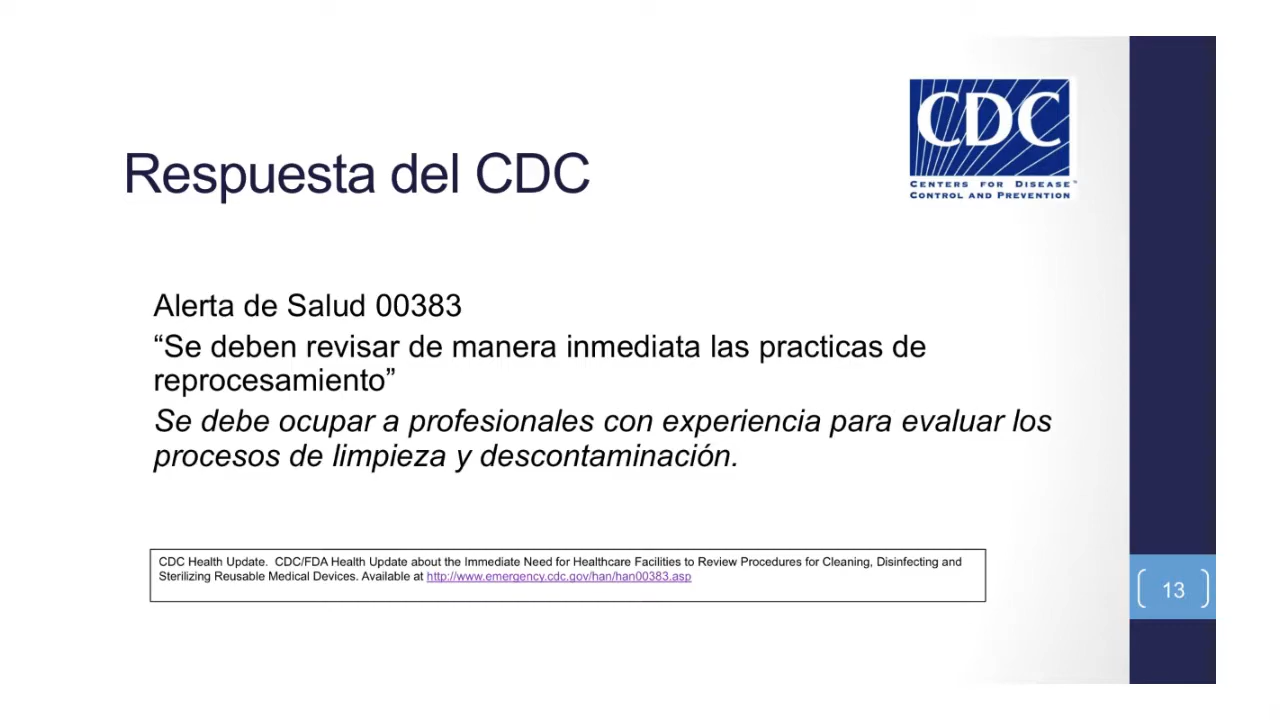 CDC
CENTERS FOR DISEASE™
CONTROL AND PREVENTION
Respuesta del CDC
Alerta de Salud 00383
“Se deben revisar de manera inmediata las practicas de
reprocesamiento”
Se debe ocupar a profesionales con experiencia para evaluar los
procesos de limpieza y descontaminación.
CDC Health Update.  CDC/FDA Health Update about the Immediate Need for Healthcare Facilities to Review Procedures for Cleaning, Disinfecting and
Sterilizing Reusable Medical Devices. Available at http://www.emergency.cdc.gov/han/han00383.asp
13